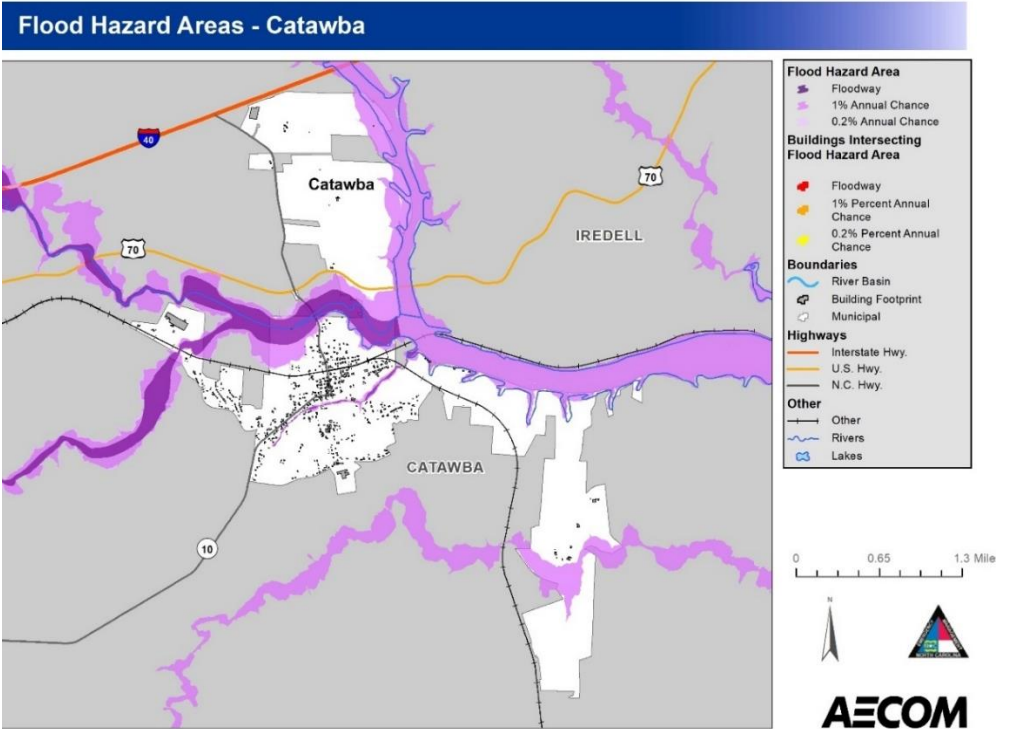 Flood Hazard Areas - Catawba
40
Catawba
70
70
IREDELL
CATAWBA
10
Flood Hazard Area
Floodway
1% Annual Chance
0.2% Annual Chance
Buildings Intersecting
Flood Hazard Area
Floodway
1% Percent Annual
Chance
0.2% Percent Annual
Chance
Boundaries
River Basin
Building Footprint
Municipal
Highways
Interstate Hwy.
U.S. Hwy.
N.C. Hwy.
Other
Other
Rivers
Lakes
0 0.65 1.3 Mile
N
NORTH CAROLINA
AECOM